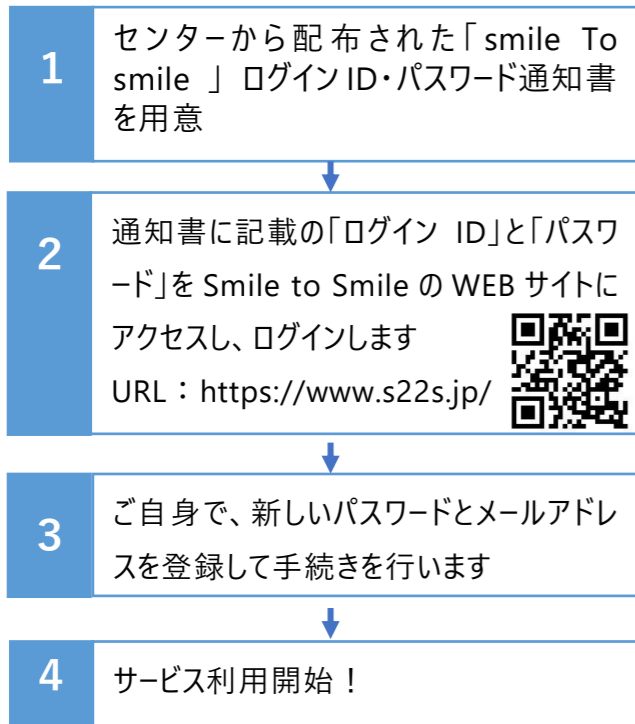 1
センターから配布された「smile To
smile 」 ログイン ID・パスワード通知書
を用意
2
通知書に記載の「ログイン ID」と「パスワ
ード」を Smile to Smile の WEB サイトに
アクセスし、ログインします
URL：https://www.s22s.jp/
3
ご自身で、新しいパスワードとメールアドレ
スを登録して手続きを行います
4
サービス利用開始！